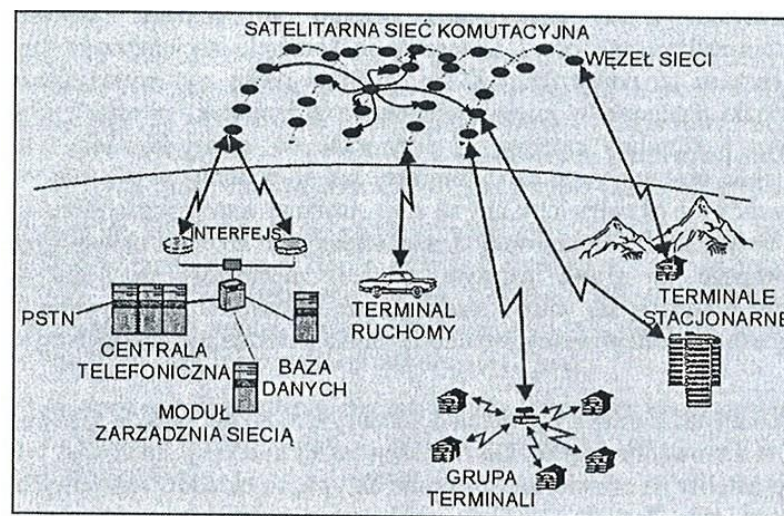 SATELITARNA SIEĆ KOMUTACYJNA
WĘZEŁ SIECI
INTERFEJS
PSTN
CENTRALA
TELEFONICZNA
BAZA
DANYCH
MODUŁ
ZARZĄDZNIA SIECIĄ
TERMINAL
RUCHOMY
TERMINALE
STACJONARNE
GRUPA
TERMINALI